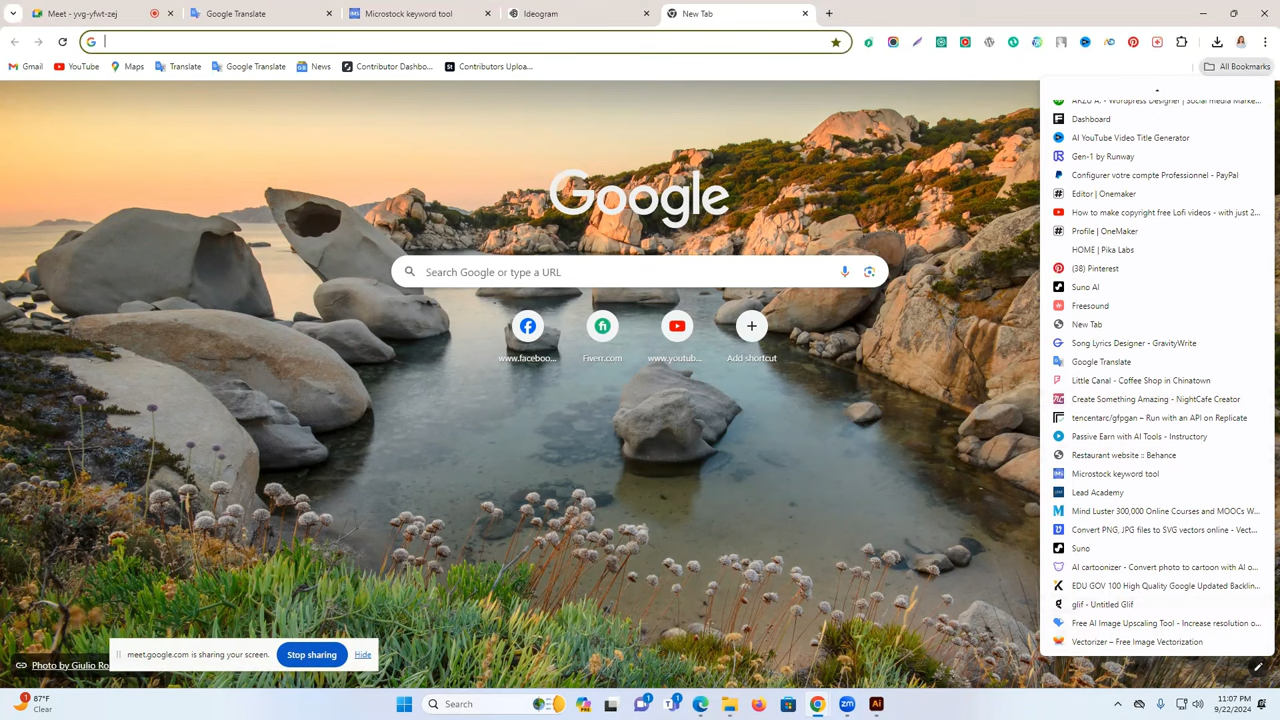 Meet - yvg-yfwt-zej
Google Translate
Microstock keyword tool
Ideogram
New Tab
Gmail
YouTube
Maps
Translate
Google Translate
News
Contributor Dashbo...
Contributors Uploa...
All Bookmarks
Google
Search Google or type a URL
www.faceboo...
Fiverr.com
www.youtub...
Add shortcut
ARZU A. - Wordpress Designer | Social media Marke...
Dashboard
AI YouTube Video Title Generator
Gen-1 by Runway
Configurer votre compte Professionnel - PayPal
Editor | Onemaker
How to make copyright free Lofi videos - with just 2...
Profile | OneMaker
HOME | Pika Labs
(38) Pinterest
Suno AI
Freesound
New Tab
Song Lyrics Designer - GravityWrite
Google Translate
Little Canal - Coffee Shop in Chinatown
Create Something Amazing - NightCafe Creator
tencentarc/gfpgan – Run with an API on Replicate
Passive Earn with AI Tools - Instructory
Restaurant website :: Behance
Microstock keyword tool
Lead Academy
Mind Luster 300,000 Online Courses and MOOCs W...
Convert PNG, JPG files to SVG vectors online - Vect...
Suno
AI cartoonizer - Convert photo to cartoon with AI o...
EDU GOV 100 High Quality Google Updated Backlin...
glif - Untitled Glif
Free AI Image Upscaling Tool - Increase resolution o...
Vectorizer – Free Image Vectorization
meet.google.com is sharing your screen.
Stop sharing
Hide
Photo by Giulio Ro
87°F
Clear
Search
11:07 PM
9/22/2024